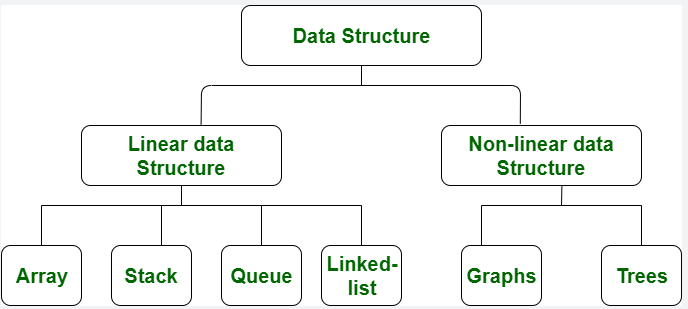 Data Structure
Linear data
Structure
Non-linear data
Structure
Array
Stack
Queue
Linked-
list
Graphs
Trees